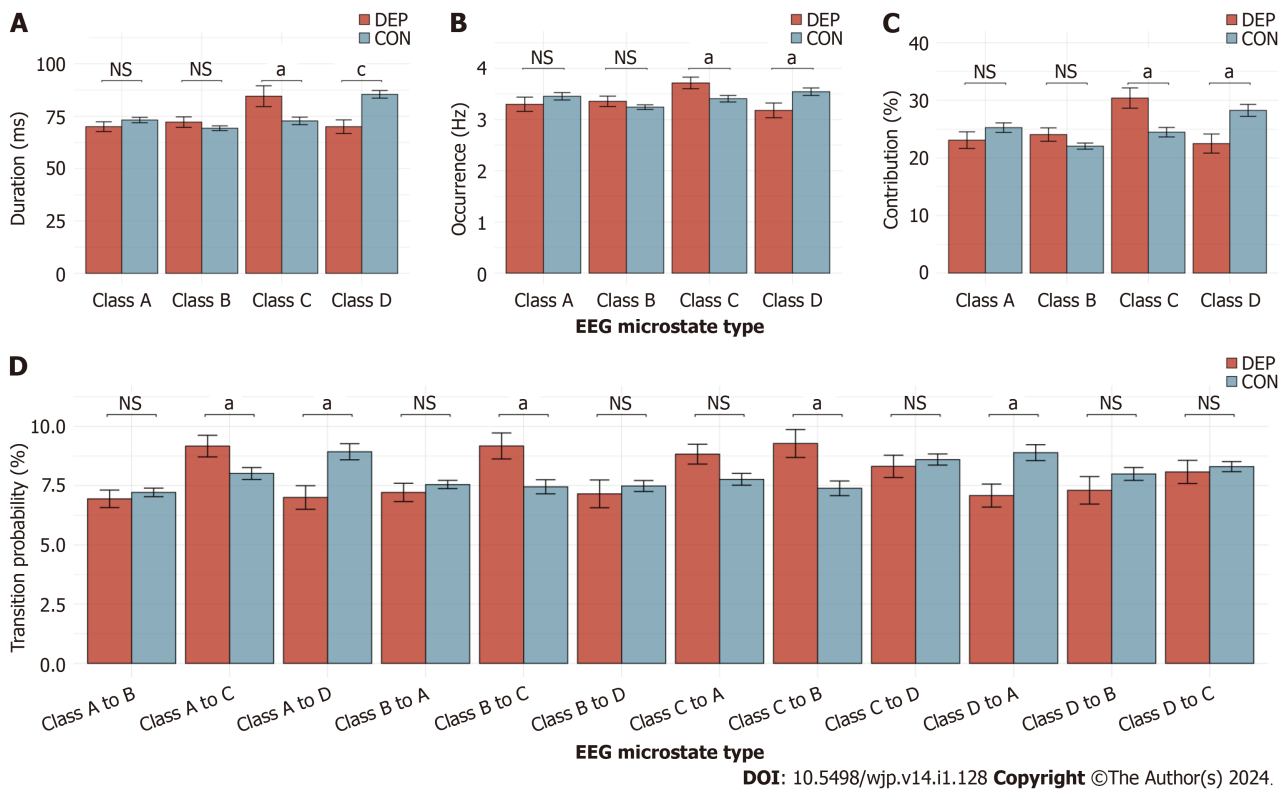 A
DEP
CON
Duration (ms)
100
75
50
25
0
NS
NS
a
c
Class A
Class B
Class C
Class D
B
DEP
CON
Occurrence (Hz)
4
3
2
1
0
NS
NS
a
a
Class A
Class B
Class C
Class D
EEG microstate type
C
DEP
CON
Contribution (%)
40
30
20
10
0
NS
NS
a
a
Class A
Class B
Class C
Class D
D
DEP
CON
Transition probability (%)
10.0
7.5
5.0
2.5
0.0
NS
a
a
NS
a
NS
NS
a
NS
a
NS
NS
Class A to B
Class A to C
Class A to D
Class B to A
Class B to C
Class B to D
Class C to A
Class C to B
Class C to D
Class D to A
Class D to B
Class D to C
EEG microstate type
DOI: 10.5498/wjp.v14.i1.128 Copyright ©The Author(s) 2024.